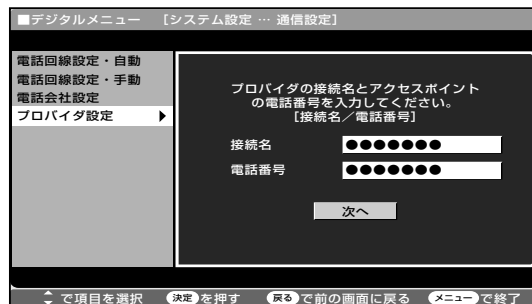 ■デジタルメニュー ［システム設定 … 通信設定］
電話回線設定・自動
電話回線設定・手動
電話会社設定
プロバイダ設定
プロバイダの接続名とアクセスポイント
の電話番号を入力してください。
［接続名／電話番号］
接続名 ●●●●●●●
電話番号 ●●●●●●●
次へ
で項目を選択 決定を押す 戻るで前の画面に戻る メニューで終了